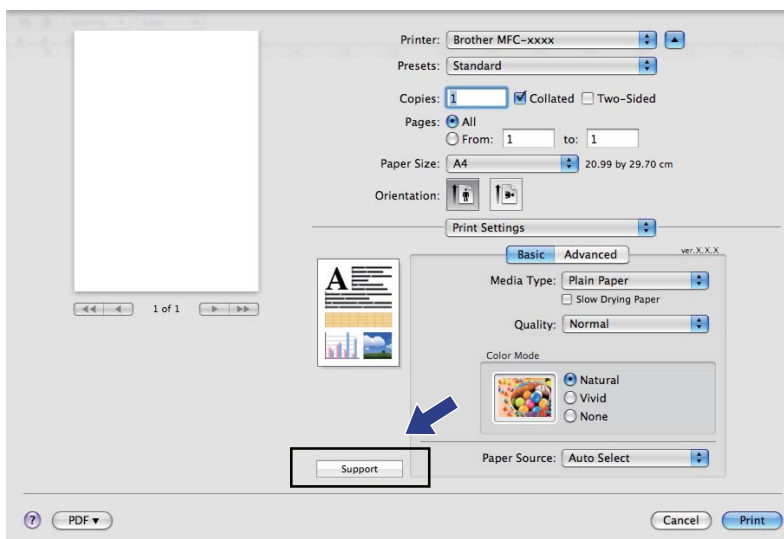 Printer: Brother MFC-xxxx
Presets: Standard
Copies: 1 Collated Two-Sided
Pages: All
From: 1 to: 1
Paper Size: A4 20.99 by 29.70 cm
Orientation:
Print Settings
Basic Advanced ver.X.X.X
Media Type: Plain Paper
Slow Drying Paper
Quality: Normal
Color Mode
Natural
Vivid
None
Paper Source: Auto Select
A
1 of 1
Support
? PDF▼ Cancel Print